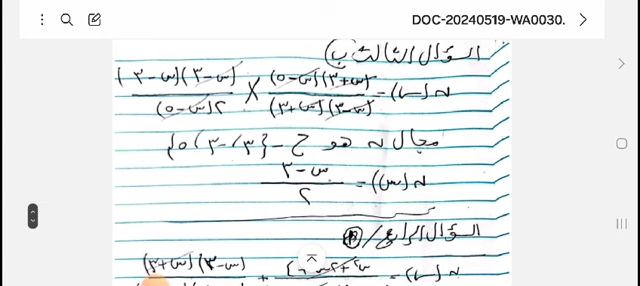 DOC-20240519-WA0030.
السؤال الثالث ب)
ن(س) = (س+٣)(س-٥) / (س-٣)(س+٣) × (س-٣)(س-٣) / ٢(س-٥)
مجال ن هو ح - {٣، -٣، ٥}
ن(س) = س-٣ / ٢
السؤال الرابع /